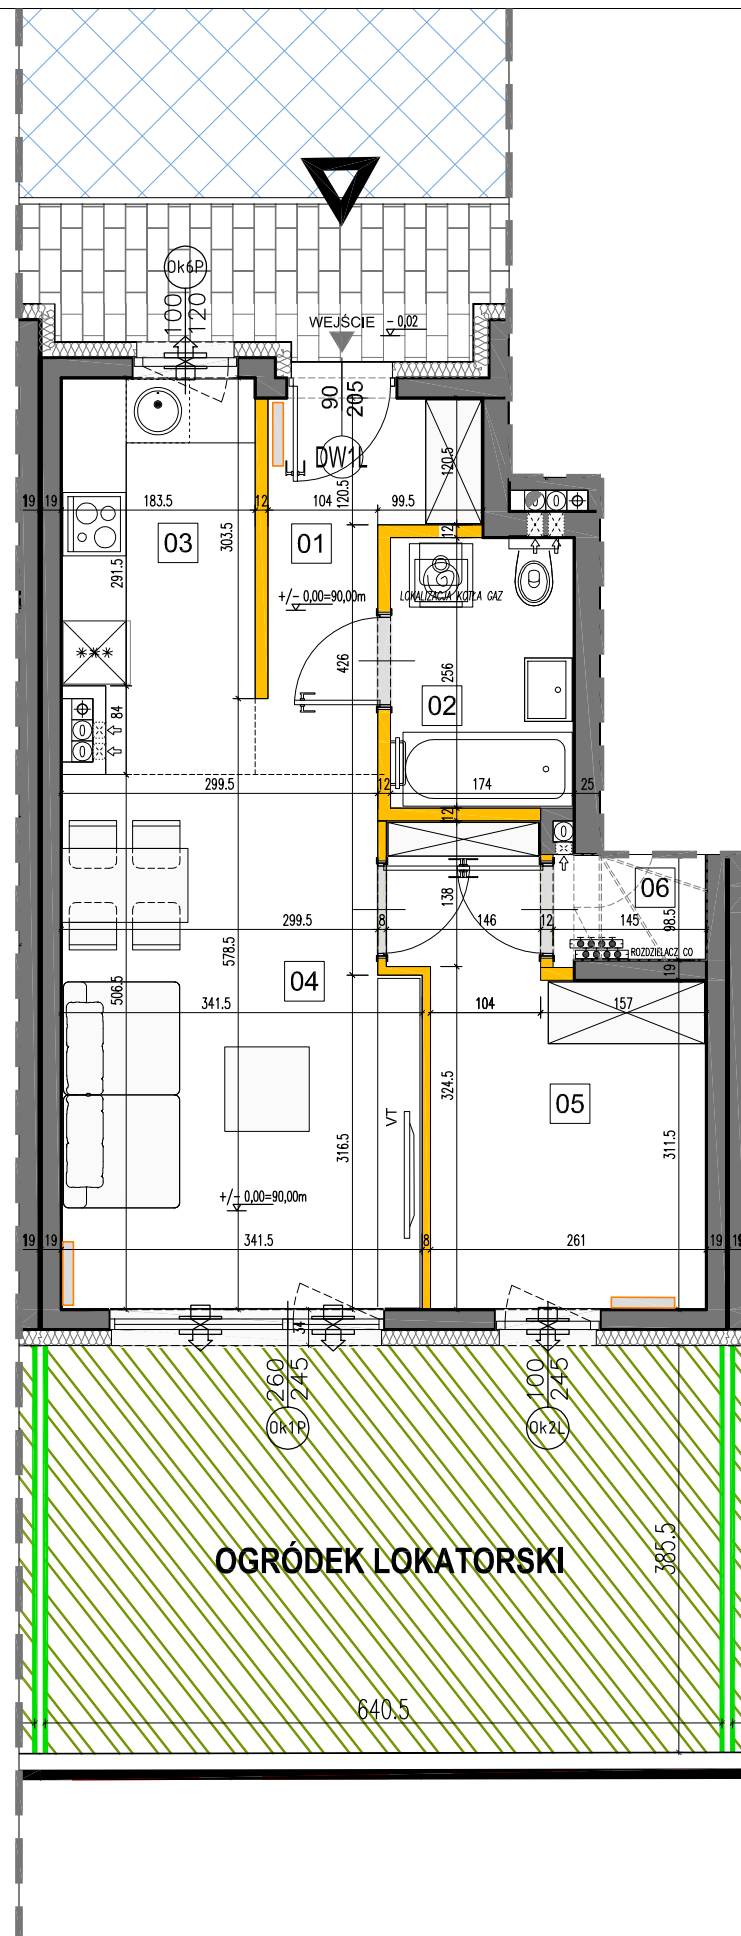 Ok6P
100
120
WEJŚCIE - 0,02
90
205
DW1L
120.5
120.5
19 19 183.5 12 104 99.5
03
01
303.5
291.5
12
+/- 0,00=90,00m
LOKALIZACJA KOTŁA GAZ
426
256
02
84
299.5 12 174 25
12
06
138
299.5 8 146 12 145
98.5
578.5
ROZDZIELACZ CO
19
04
506.5
341.5 104 157
324.5
05
VT
311.5
316.5
+/- 0,00=90,00m
19 19 341.5 8 261 19 19
34
260
245
100
245
Ok1P
Ok2L
OGRÓDEK LOKATORSKI
385.5
640.5